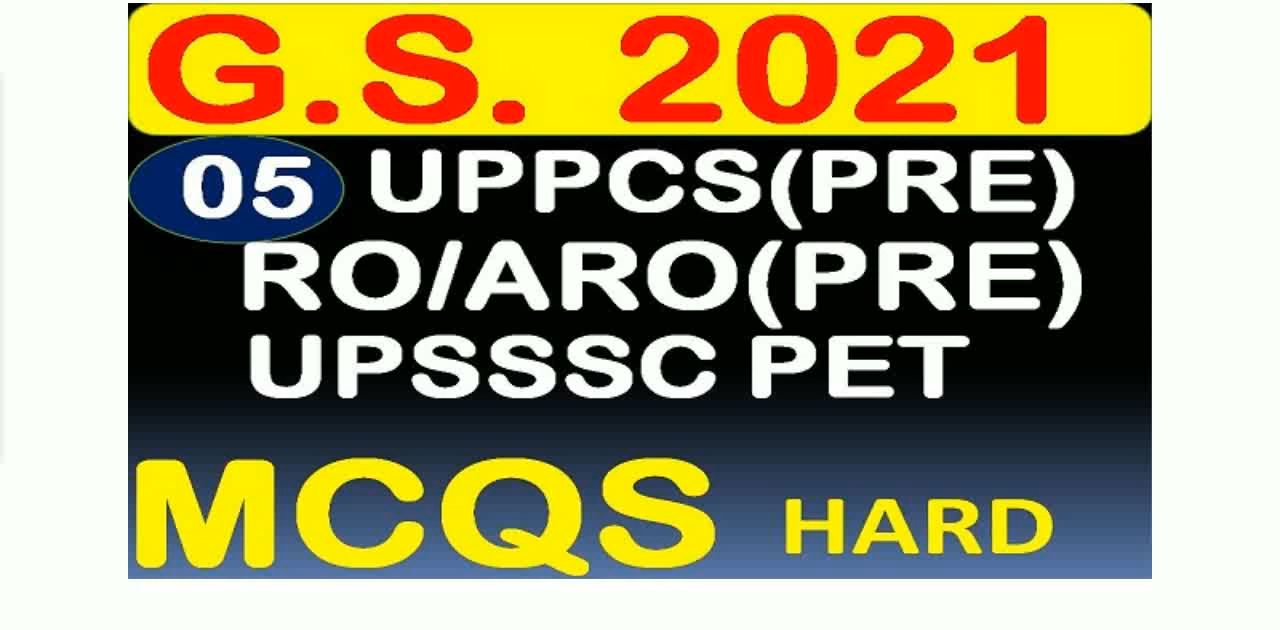 G.S. 2021
05 UPPCS(PRE)
RO/ARO(PRE)
UPSSSC PET
MCQS HARD